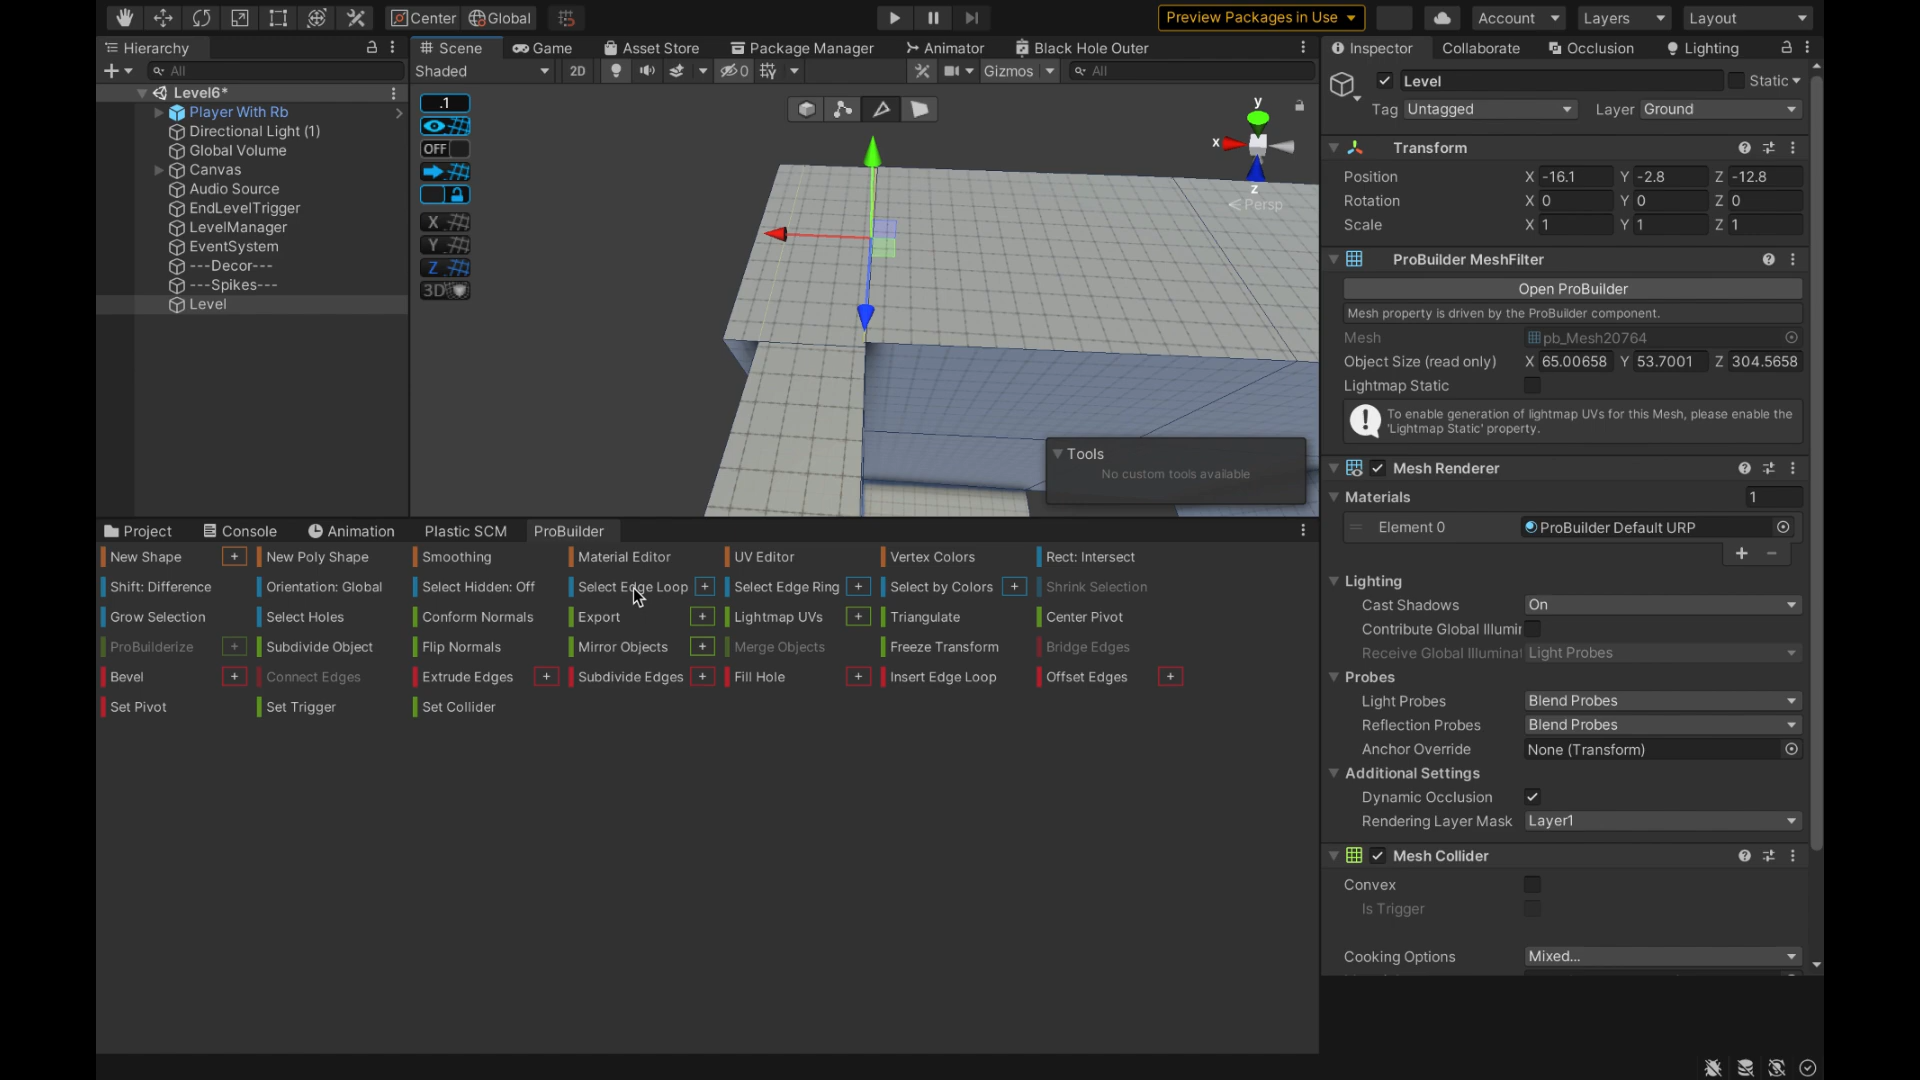 Center Global Preview Packages in Use Account Layers Layout
Hierarchy
All
Level6*
Player With Rb
Directional Light (1)
Global Volume
Canvas
Audio Source
EndLevelTrigger
LevelManager
EventSystem
---Decor---
---Spikes---
Level
Scene Game Asset Store Package Manager Animator Black Hole Outer
Shaded 2D 0 Gizmos All
.1
OFF
X
Y
Z
3D
y
x
z
Persp
Tools
No custom tools available
Project Console Animation Plastic SCM ProBuilder
New Shape + New Poly Shape Smoothing Material Editor UV Editor Vertex Colors Rect: Intersect
Shift: Difference Orientation: Global Select Hidden: Off Select Edge Loop + Select Edge Ring + Select by Colors + Shrink Selection
Grow Selection Select Holes Conform Normals Export + Lightmap UVs + Triangulate Center Pivot
ProBuilderize + Subdivide Object Flip Normals Mirror Objects + Merge Objects Freeze Transform Bridge Edges
Bevel + Connect Edges Extrude Edges + Subdivide Edges + Fill Hole + Insert Edge Loop Offset Edges +
Set Pivot Set Trigger Set Collider
Inspector Collaborate Occlusion Lighting
Level Static
Tag Untagged Layer Ground
Transform
Position X -16.1 Y -2.8 Z -12.8
Rotation X 0 Y 0 Z 0
Scale X 1 Y 1 Z 1
ProBuilder MeshFilter
Open ProBuilder
Mesh property is driven by the ProBuilder component.
Mesh pb_Mesh20764
Object Size (read only) X 65.00658 Y 53.7001 Z 304.5658
Lightmap Static
To enable generation of lightmap UVs for this Mesh, please enable the
'Lightmap Static' property.
Mesh Renderer
Materials 1
Element 0 ProBuilder Default URP
Lighting
Cast Shadows On
Contribute Global Illumir
Receive Global Illuminat Light Probes
Probes
Light Probes Blend Probes
Reflection Probes Blend Probes
Anchor Override None (Transform)
Additional Settings
Dynamic Occlusion
Rendering Layer Mask Layer1
Mesh Collider
Convex
Is Trigger
Cooking Options Mixed...